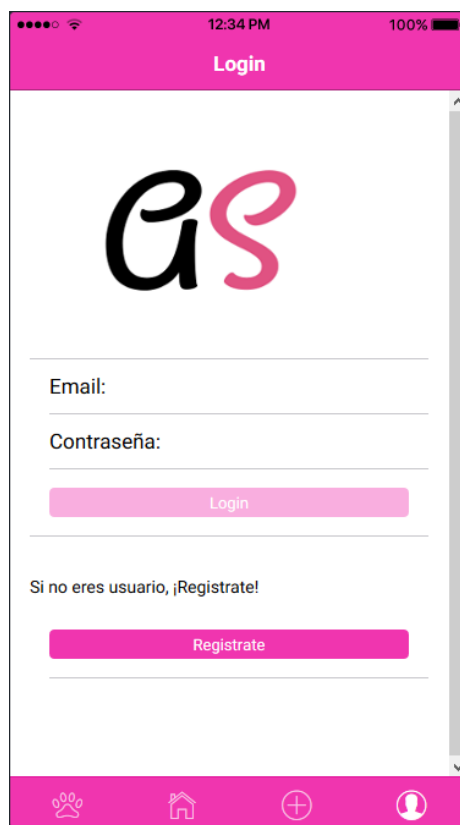 12:34 PM 100%
Login
GS
Email:
Contraseña:
Login
Si no eres usuario, ¡Registrate!
Registrate